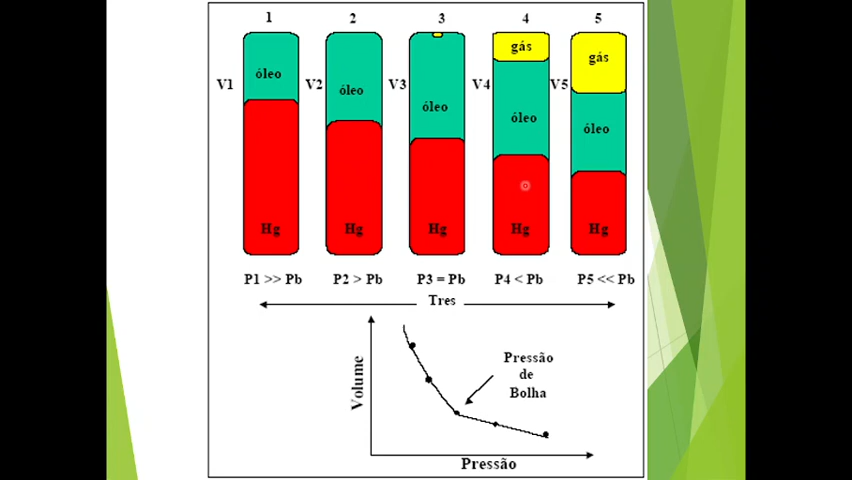 1 2 3 4 5
V1 óleo Hg
V2 óleo Hg
V3 óleo Hg
V4 gás óleo Hg
V5 gás óleo Hg
P1 >> Pb P2 > Pb P3 = Pb P4 < Pb P5 << Pb
Tres
Volume
Pressão
de
Bolha
Pressão